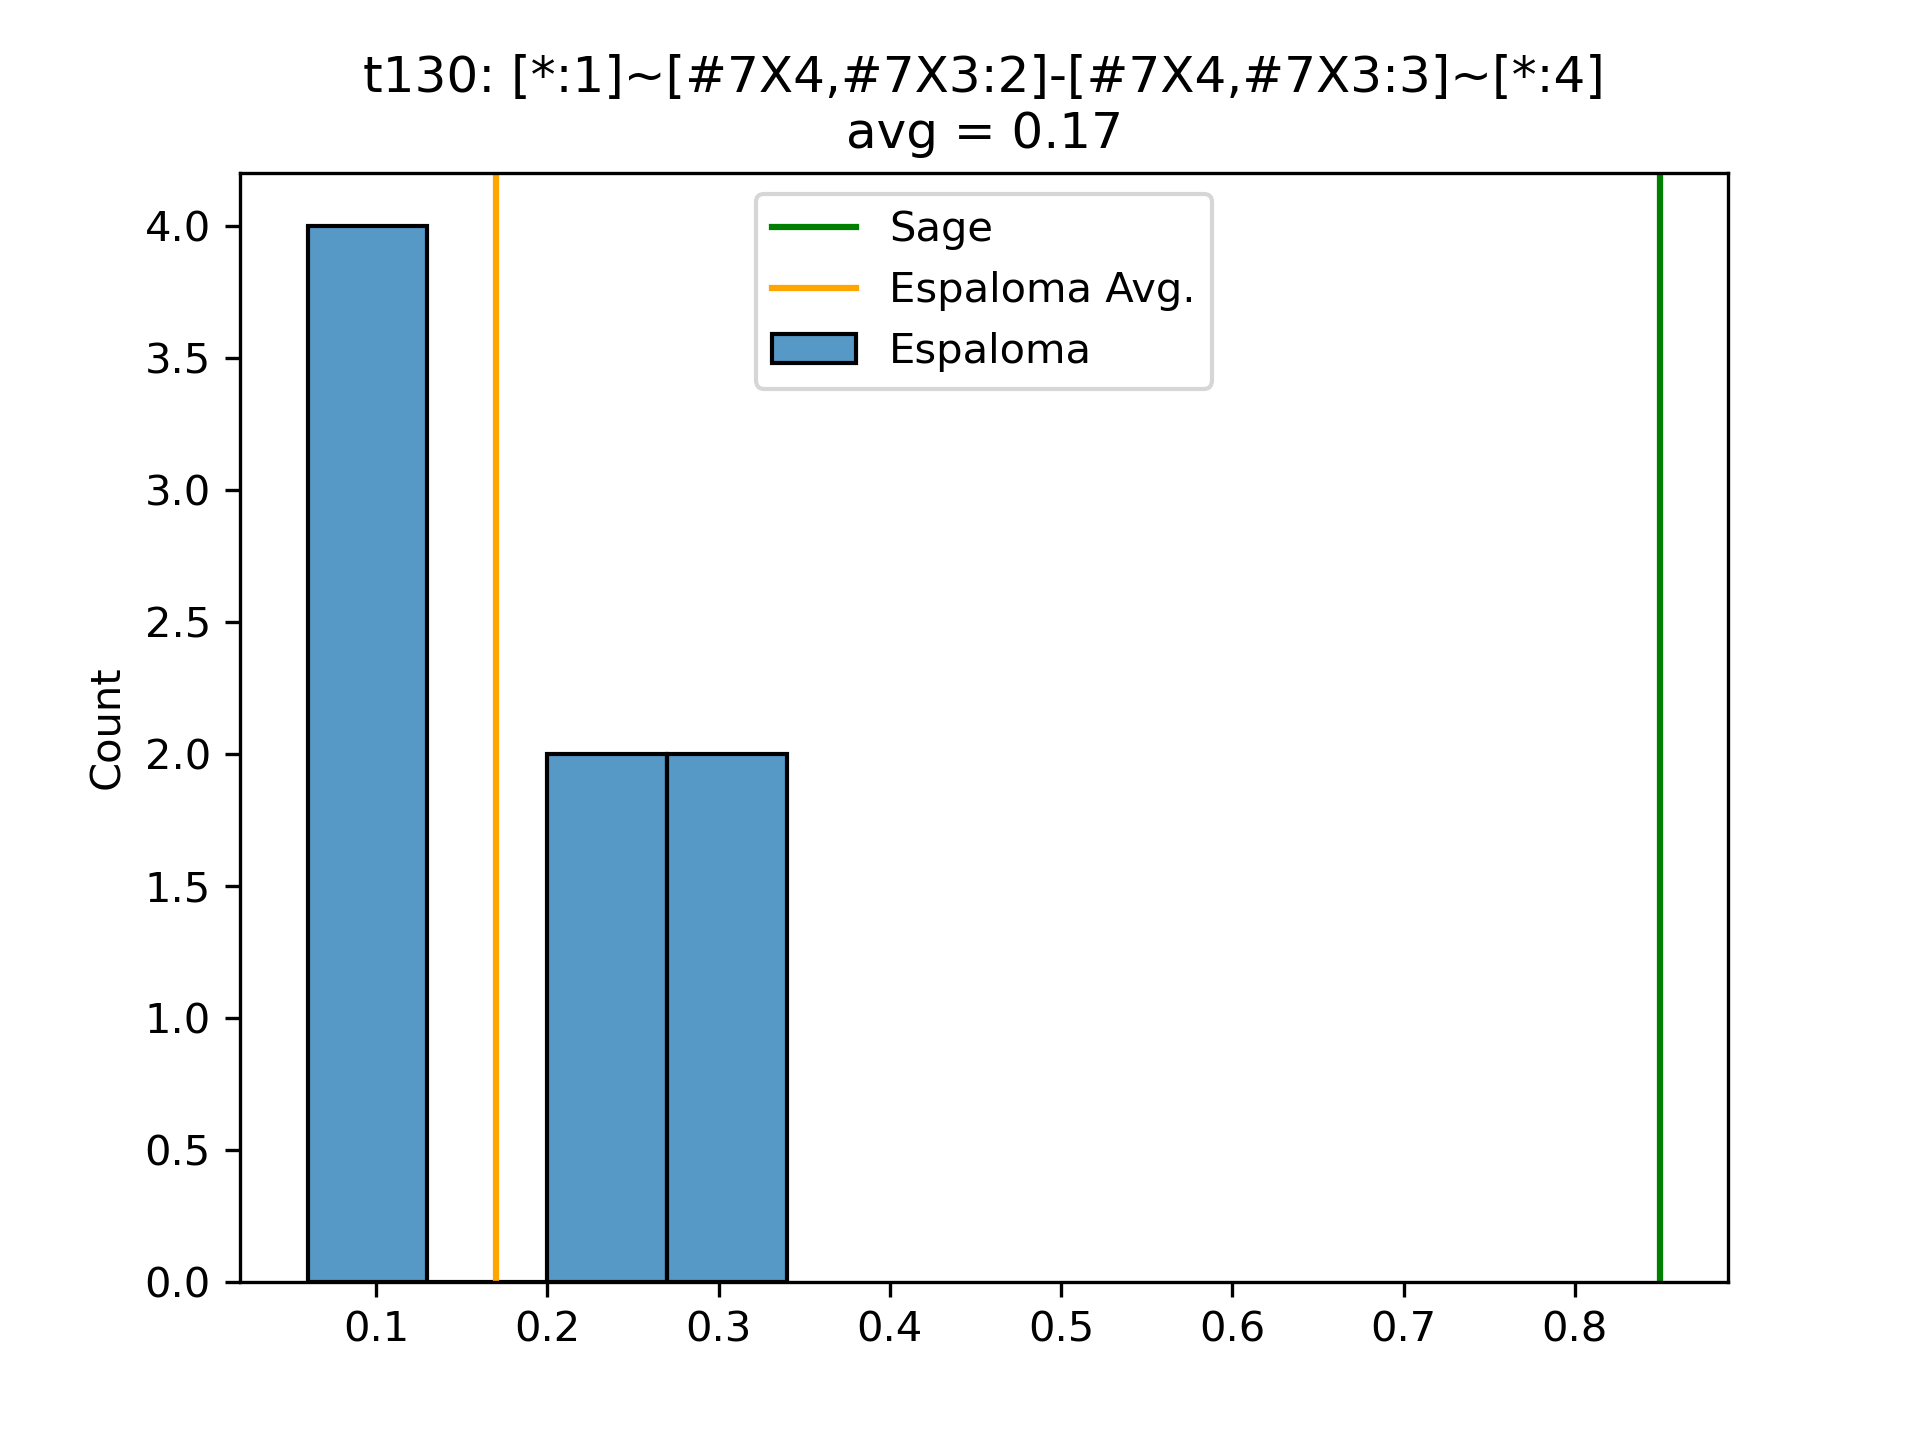 t130: [*:1]~[#7X4,#7X3:2]-[#7X4,#7X3:3]~[*:4]
avg = 0.17
Sage
Espaloma Avg.
Espaloma
Count
4.0
3.5
3.0
2.5
2.0
1.5
1.0
0.5
0.0
0.1 0.2 0.3 0.4 0.5 0.6 0.7 0.8